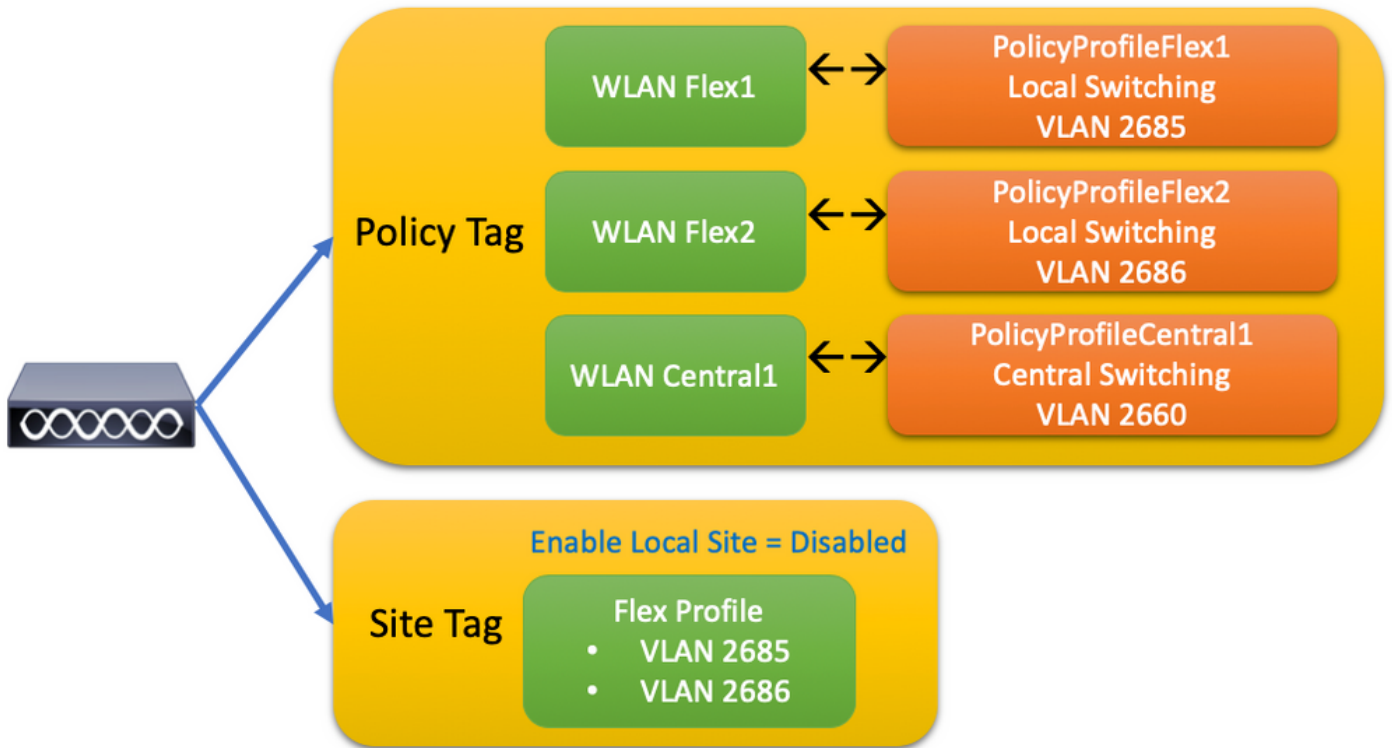 WLAN Flex1
PolicyProfileFlex1
Local Switching
VLAN 2685
Policy Tag
WLAN Flex2
PolicyProfileFlex2
Local Switching
VLAN 2686
WLAN Central1
PolicyProfileCentral1
Central Switching
VLAN 2660
Enable Local Site = Disabled
Site Tag
Flex Profile
• VLAN 2685
• VLAN 2686